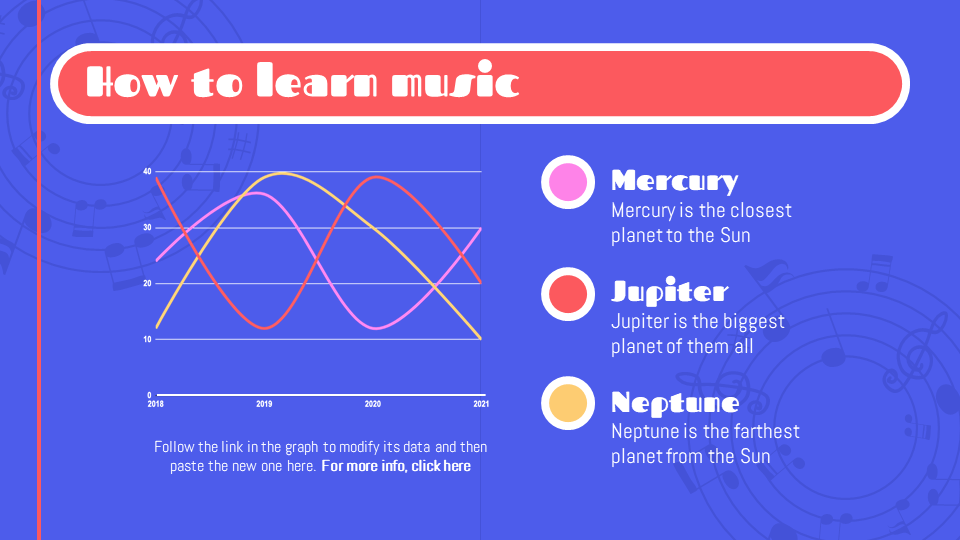 How to learn music
40
30
20
10
0
2018 2019 2020 2021
Follow the link in the graph to modify its data and then
paste the new one here. For more info, click here
Mercury
Mercury is the closest
planet to the Sun
Jupiter
Jupiter is the biggest
planet of them all
Neptune
Neptune is the farthest
planet from the Sun